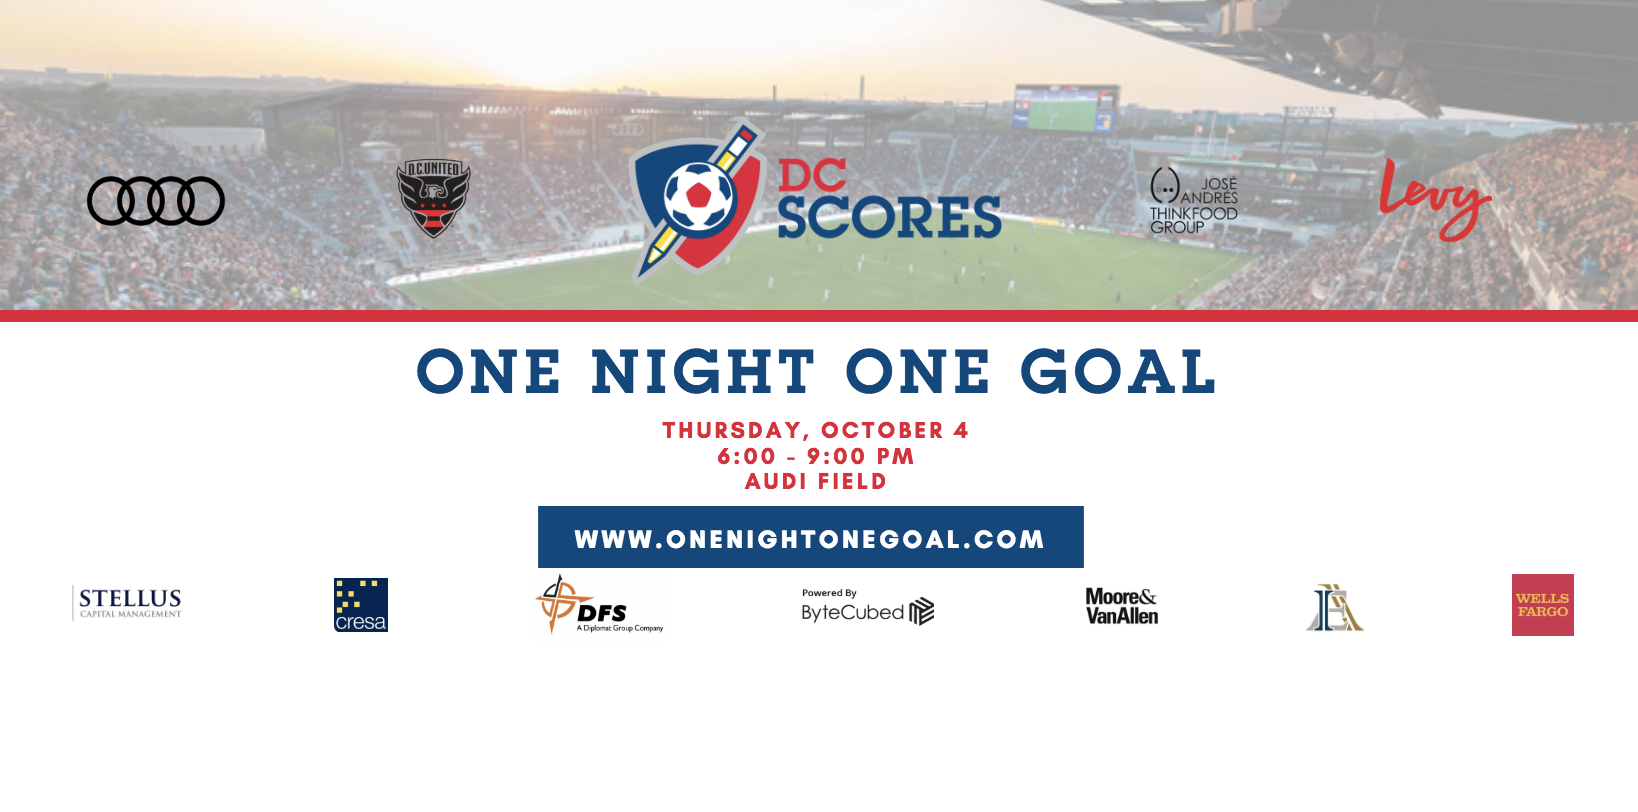 D.C.UNITED
DC
SCORES
JOSÉ
ANDRÉS
THINKFOOD
GROUP
Levy
ONE NIGHT ONE GOAL
THURSDAY, OCTOBER 4
6:00 - 9:00 PM
AUDI FIELD
WWW.ONENIGHTONEGOAL.COM
STELLUS
CAPITAL MANAGEMENT
cresa
DFS
A Diplomat Group Company
Powered By
ByteCubed
Moore&
VanAllen
WELLS
FARGO